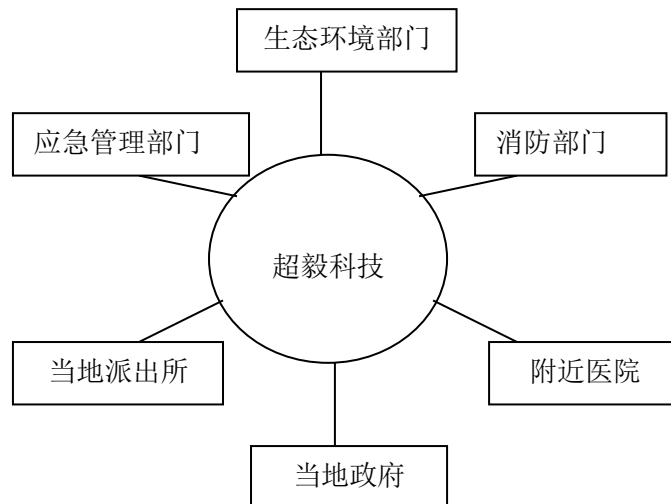 生态环境部门
应急管理部门
消防部门
超毅科技
当地派出所
附近医院
当地政府